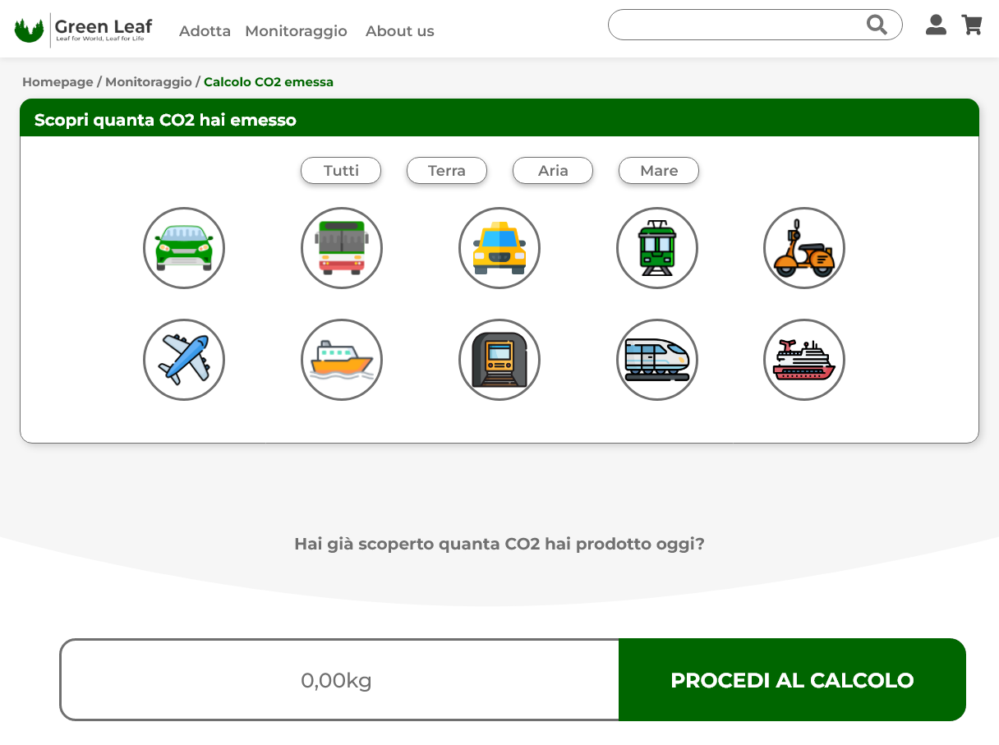 Green Leaf
Leaf for World, Leaf for Life
Adotta Monitoraggio About us
Homepage / Monitoraggio / Calcolo CO2 emessa
Scopri quanta CO2 hai emesso
Tutti Terra Aria Mare
Hai già scoperto quanta CO2 hai prodotto oggi?
0,00kg PROCEDI AL CALCOLO